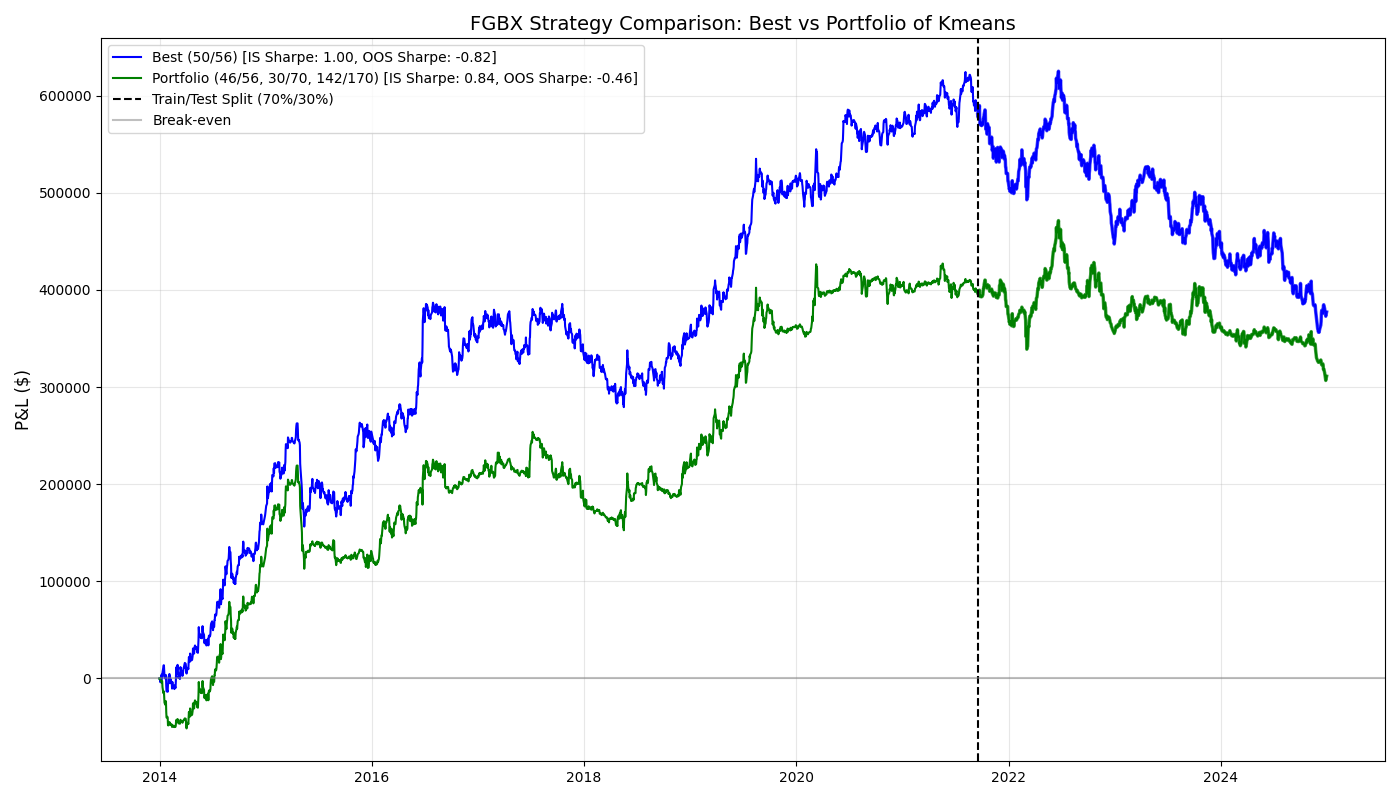 FGBX Strategy Comparison: Best vs Portfolio of Kmeans
Best (50/56) [IS Sharpe: 1.00, OOS Sharpe: -0.82]
Portfolio (46/56, 30/70, 142/170) [IS Sharpe: 0.84, OOS Sharpe: -0.46]
Train/Test Split (70%/30%)
Break-even
P&L ($)
600000
500000
400000
300000
200000
100000
0
2014 2016 2018 2020 2022 2024